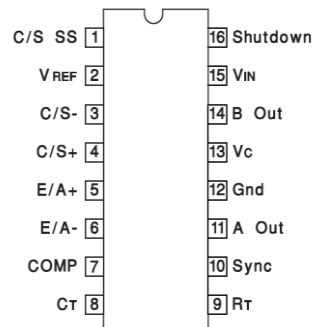 C/S SS 1 16 Shutdown
VREF 2 15 VIN
C/S- 3 14 B Out
C/S+ 4 13 Vc
E/A+ 5 12 Gnd
E/A- 6 11 A Out
COMP 7 10 Sync
CT 8 9 RT